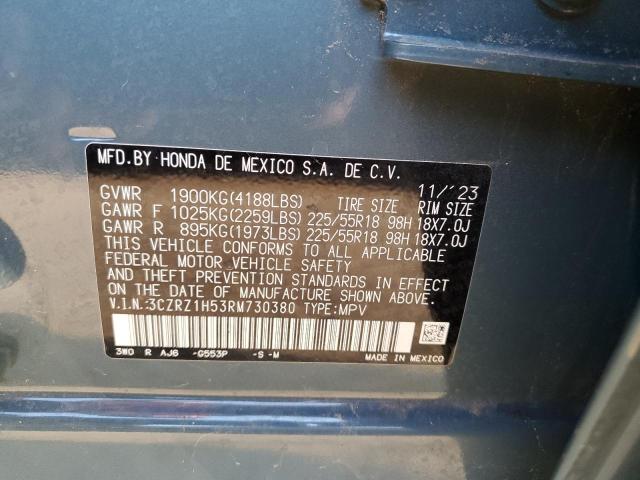 MFD.BY HONDA DE MEXICO S.A. DE C.V. 11/'23
GVWR 1900KG(4188LBS) TIRE SIZE RIM SIZE
GAWR F 1025KG(2259LBS) 225/55R18 98H 18X7.0J
GAWR R 895KG(1973LBS) 225/55R18 98H 18X7.0J
THIS VEHICLE CONFORMS TO ALL APPLICABLE
FEDERAL MOTOR VEHICLE SAFETY
AND THEFT PREVENTION STANDARDS IN EFFECT
ON THE DATE OF MANUFACTURE SHOWN ABOVE.
V.I.N.:3CZRZ1H53RM730380 TYPE:MPV
3W0 R AJ6 -G553P -S -M MADE IN MEXICO